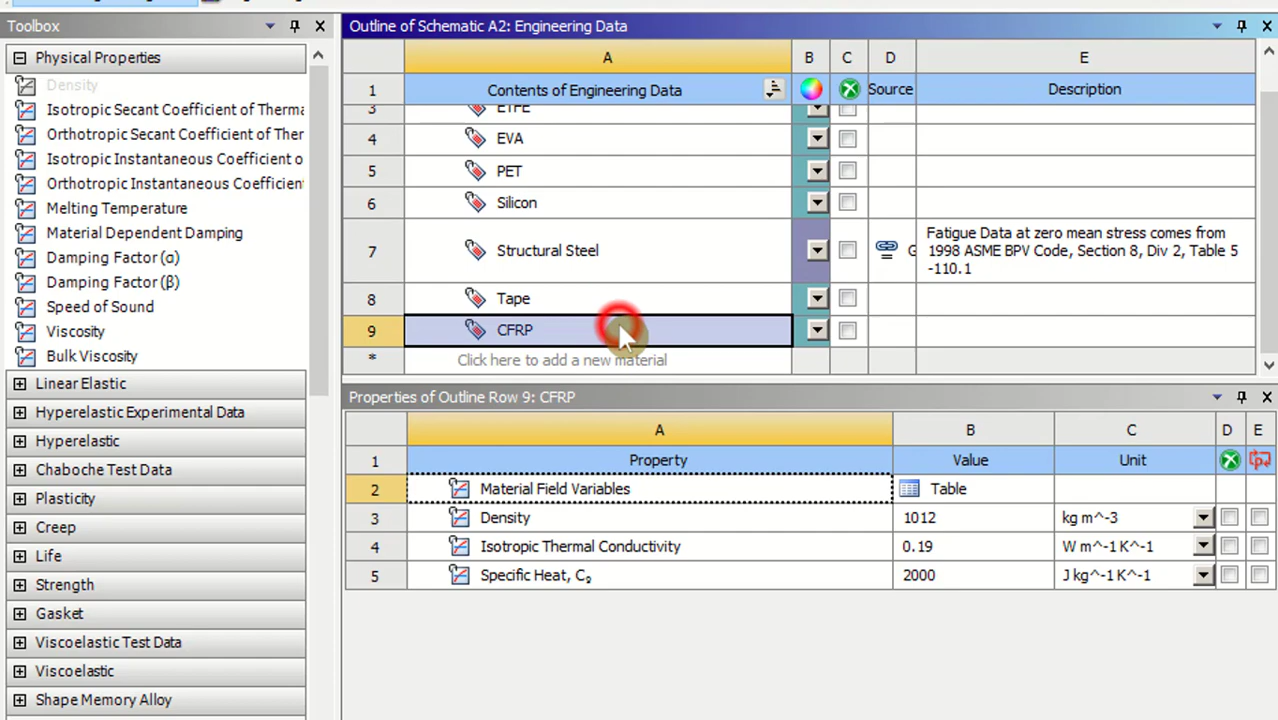 Toolbox
Physical Properties
Density
Isotropic Secant Coefficient of Therma
Orthotropic Secant Coefficient of Ther
Isotropic Instantaneous Coefficient o
Orthotropic Instantaneous Coefficien
Melting Temperature
Material Dependent Damping
Damping Factor (α)
Damping Factor (β)
Speed of Sound
Viscosity
Bulk Viscosity
Linear Elastic
Hyperelastic Experimental Data
Hyperelastic
Chaboche Test Data
Plasticity
Creep
Life
Strength
Gasket
Viscoelastic Test Data
Viscoelastic
Shape Memory Alloy
Outline of Schematic A2: Engineering Data
A B C D E
1 Contents of Engineering Data Source Description
3 ETFE
4 EVA
5 PET
6 Silicon
7 Structural Steel G Fatigue Data at zero mean stress comes from
1998 ASME BPV Code, Section 8, Div 2, Table 5
-110.1
8 Tape
9 CFRP
* Click here to add a new material
Properties of Outline Row 9: CFRP
A B C D E
1 Property Value Unit
2 Material Field Variables Table
3 Density 1012 kg m^-3
4 Isotropic Thermal Conductivity 0.19 W m^-1 K^-1
5 Specific Heat, Cₚ 2000 J kg^-1 K^-1